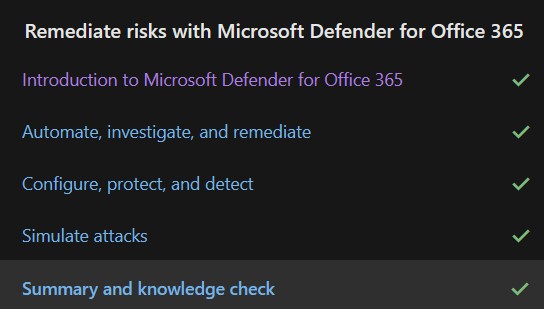 Remediate risks with Microsoft Defender for Office 365
Introduction to Microsoft Defender for Office 365
Automate, investigate, and remediate
Configure, protect, and detect
Simulate attacks
Summary and knowledge check